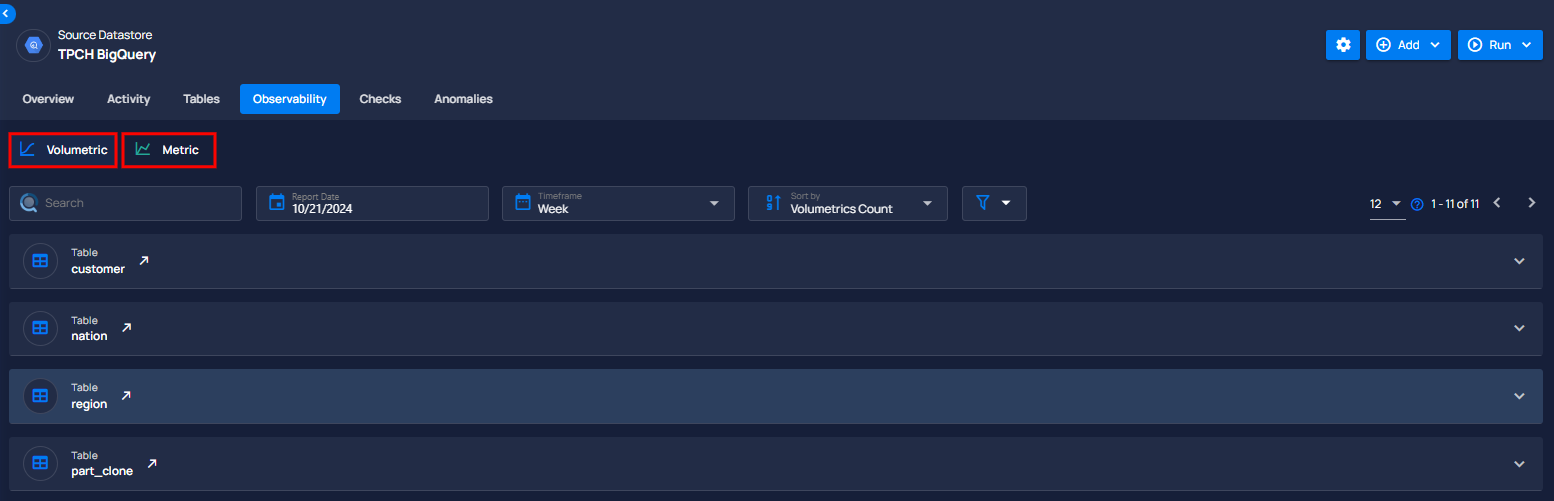 Source Datastore
TPCH BigQuery
Add
Run
Overview Activity Tables Observability Checks Anomalies
Volumetric Metric
Search
Report Date
10/21/2024
Timeframe
Week
Sort by
Volumetrics Count
12
1 - 11 of 11
Table
customer
Table
nation
Table
region
Table
part_clone